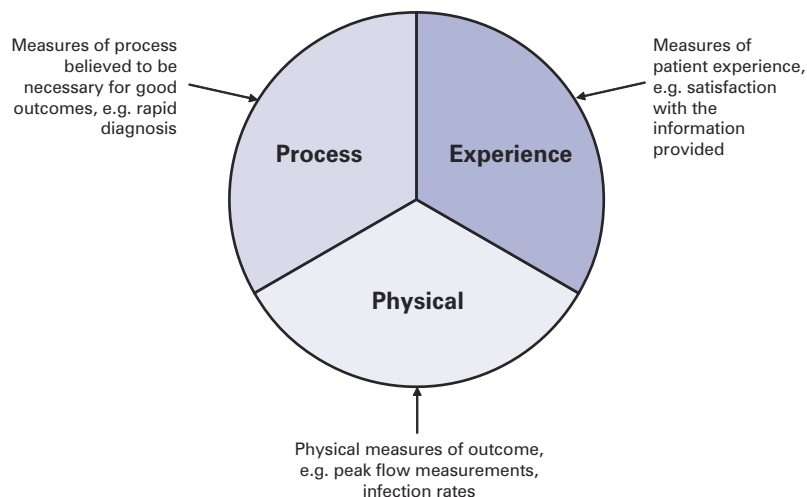 Measures of process
believed to be
necessary for good
outcomes, e.g. rapid
diagnosis
Measures of
patient experience,
e.g. satisfaction
with the
information
provided
Process
Experience
Physical
Physical measures of outcome,
e.g. peak flow measurements,
infection rates